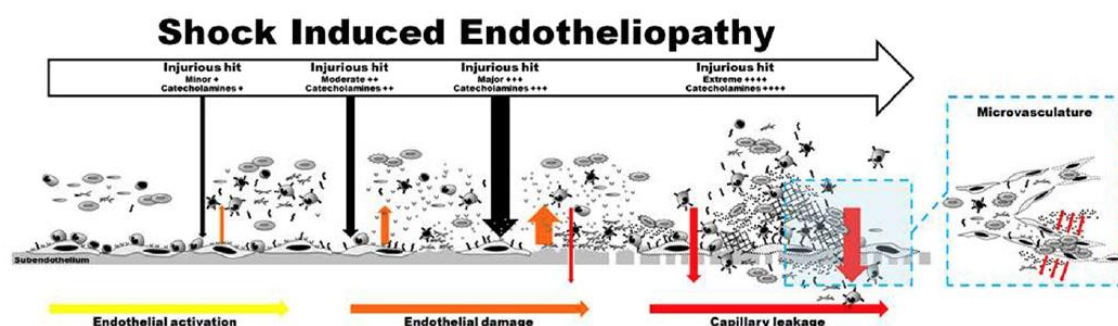 Shock Induced Endotheliopathy
Injurious hit
Minor +
Catecholamines +
Injurious hit
Moderate ++
Catecholamines ++
Injurious hit
Major +++
Catecholamines +++
Injurious hit
Extreme ++++
Catecholamines ++++
Microvasculature
Subendothelium
Endothelial activation
Endothelial damage
Capillary leakage